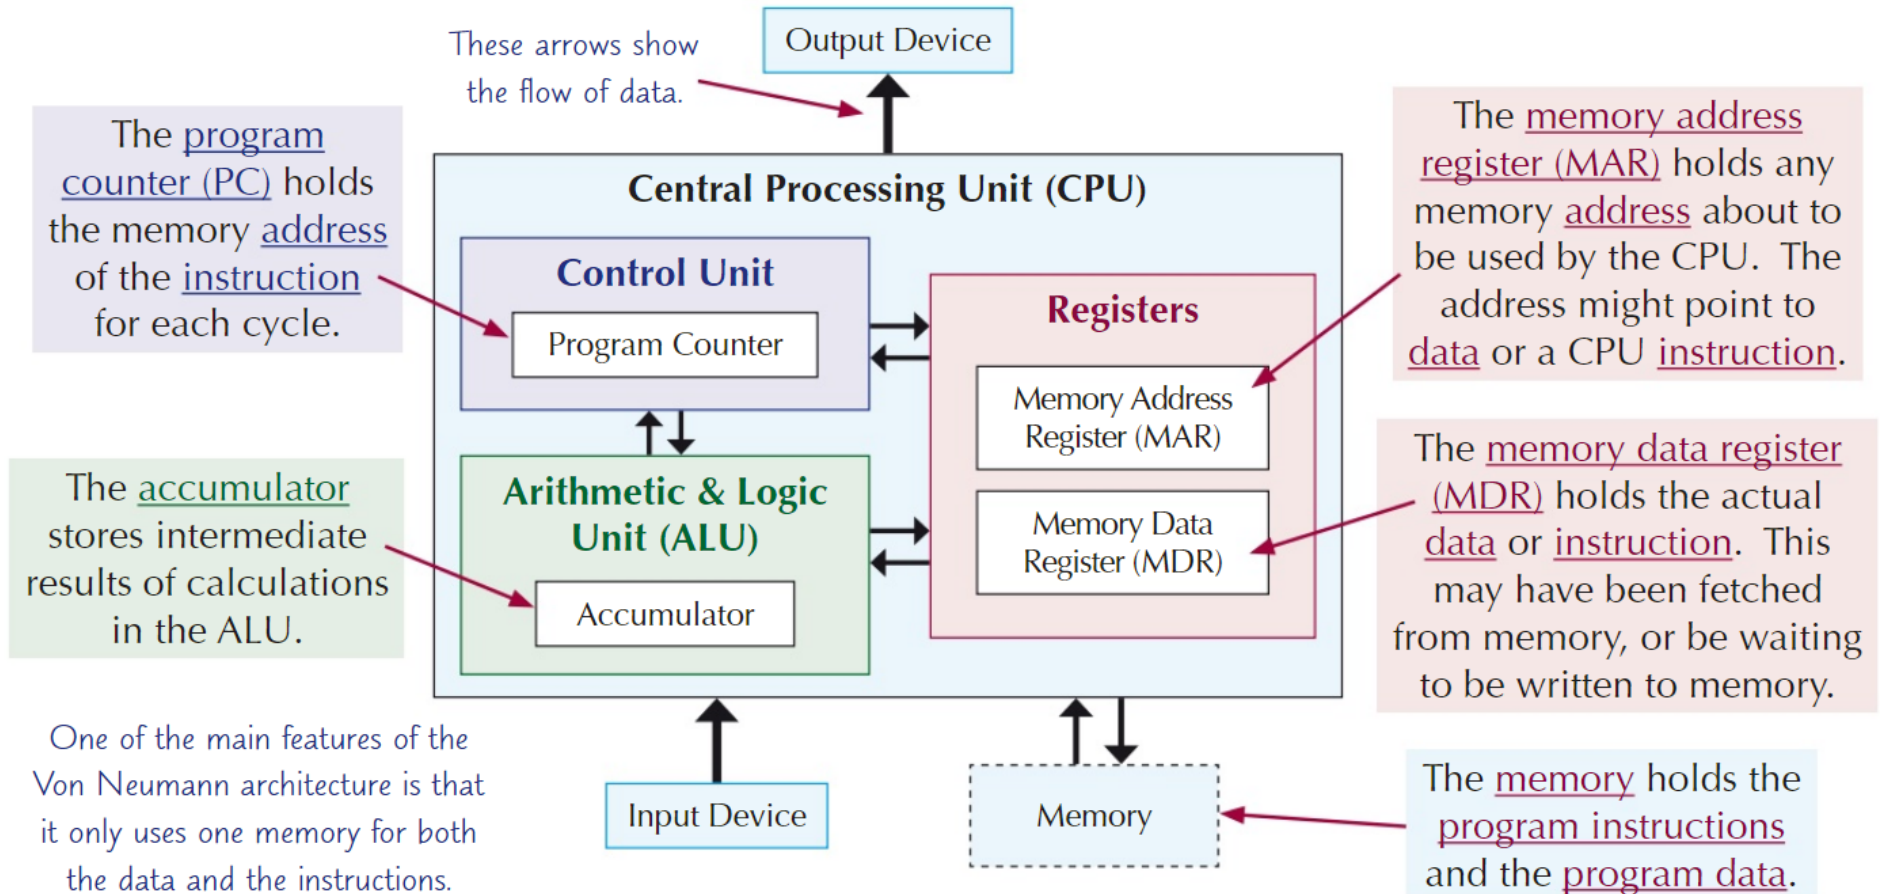 These arrows show
the flow of data.
Output Device
The program
counter (PC) holds
the memory address
of the instruction
for each cycle.
Central Processing Unit (CPU)
Control Unit
Program Counter
Registers
Memory Address
Register (MAR)
Memory Data
Register (MDR)
The memory address
register (MAR) holds any
memory address about to
be used by the CPU. The
address might point to
data or a CPU instruction.
The accumulator
stores intermediate
results of calculations
in the ALU.
Arithmetic & Logic
Unit (ALU)
Accumulator
The memory data register
(MDR) holds the actual
data or instruction. This
may have been fetched
from memory, or be waiting
to be written to memory.
One of the main features of the
Von Neumann architecture is that
it only uses one memory for both
the data and the instructions.
Input Device
Memory
The memory holds the
program instructions
and the program data.